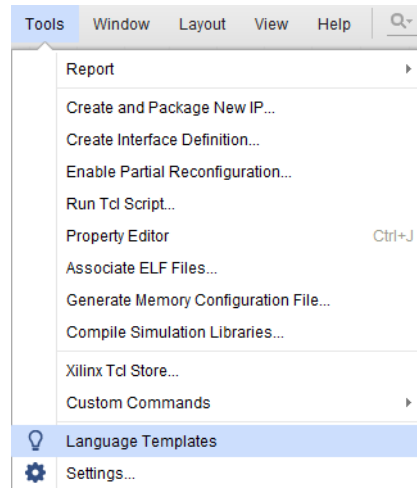 Tools Window Layout View Help
Report
Create and Package New IP...
Create Interface Definition...
Enable Partial Reconfiguration...
Run Tcl Script...
Property Editor Ctrl+J
Associate ELF Files...
Generate Memory Configuration File...
Compile Simulation Libraries...
Xilinx Tcl Store...
Custom Commands
Language Templates
Settings...